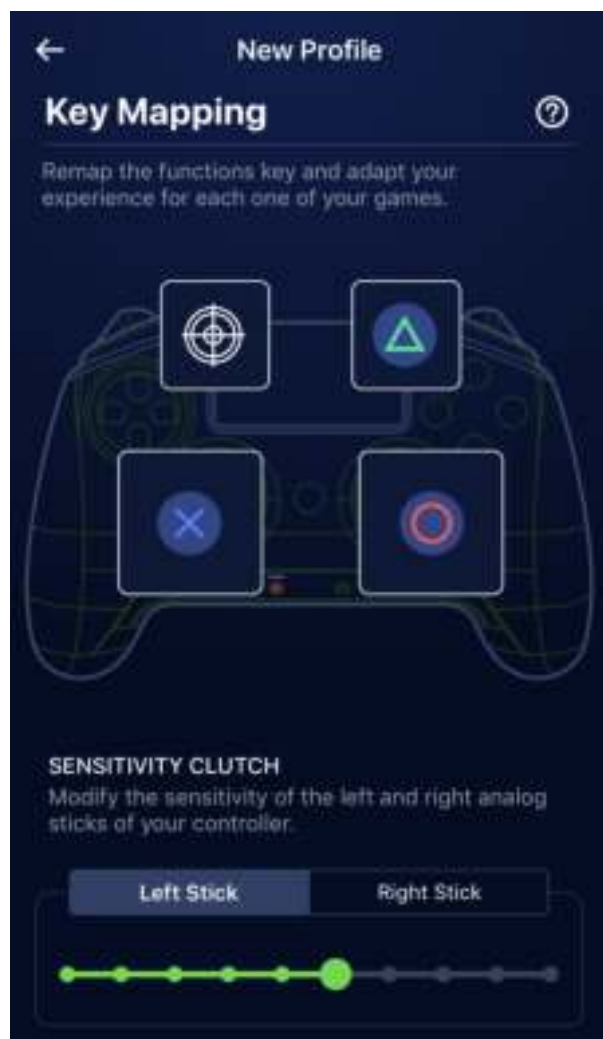 New Profile
Key Mapping
Remap the functions key and adapt your
experience for each one of your games.
SENSITIVITY CLUTCH
Modify the sensitivity of the left and right analog
sticks of your controller.
Left Stick
Right Stick